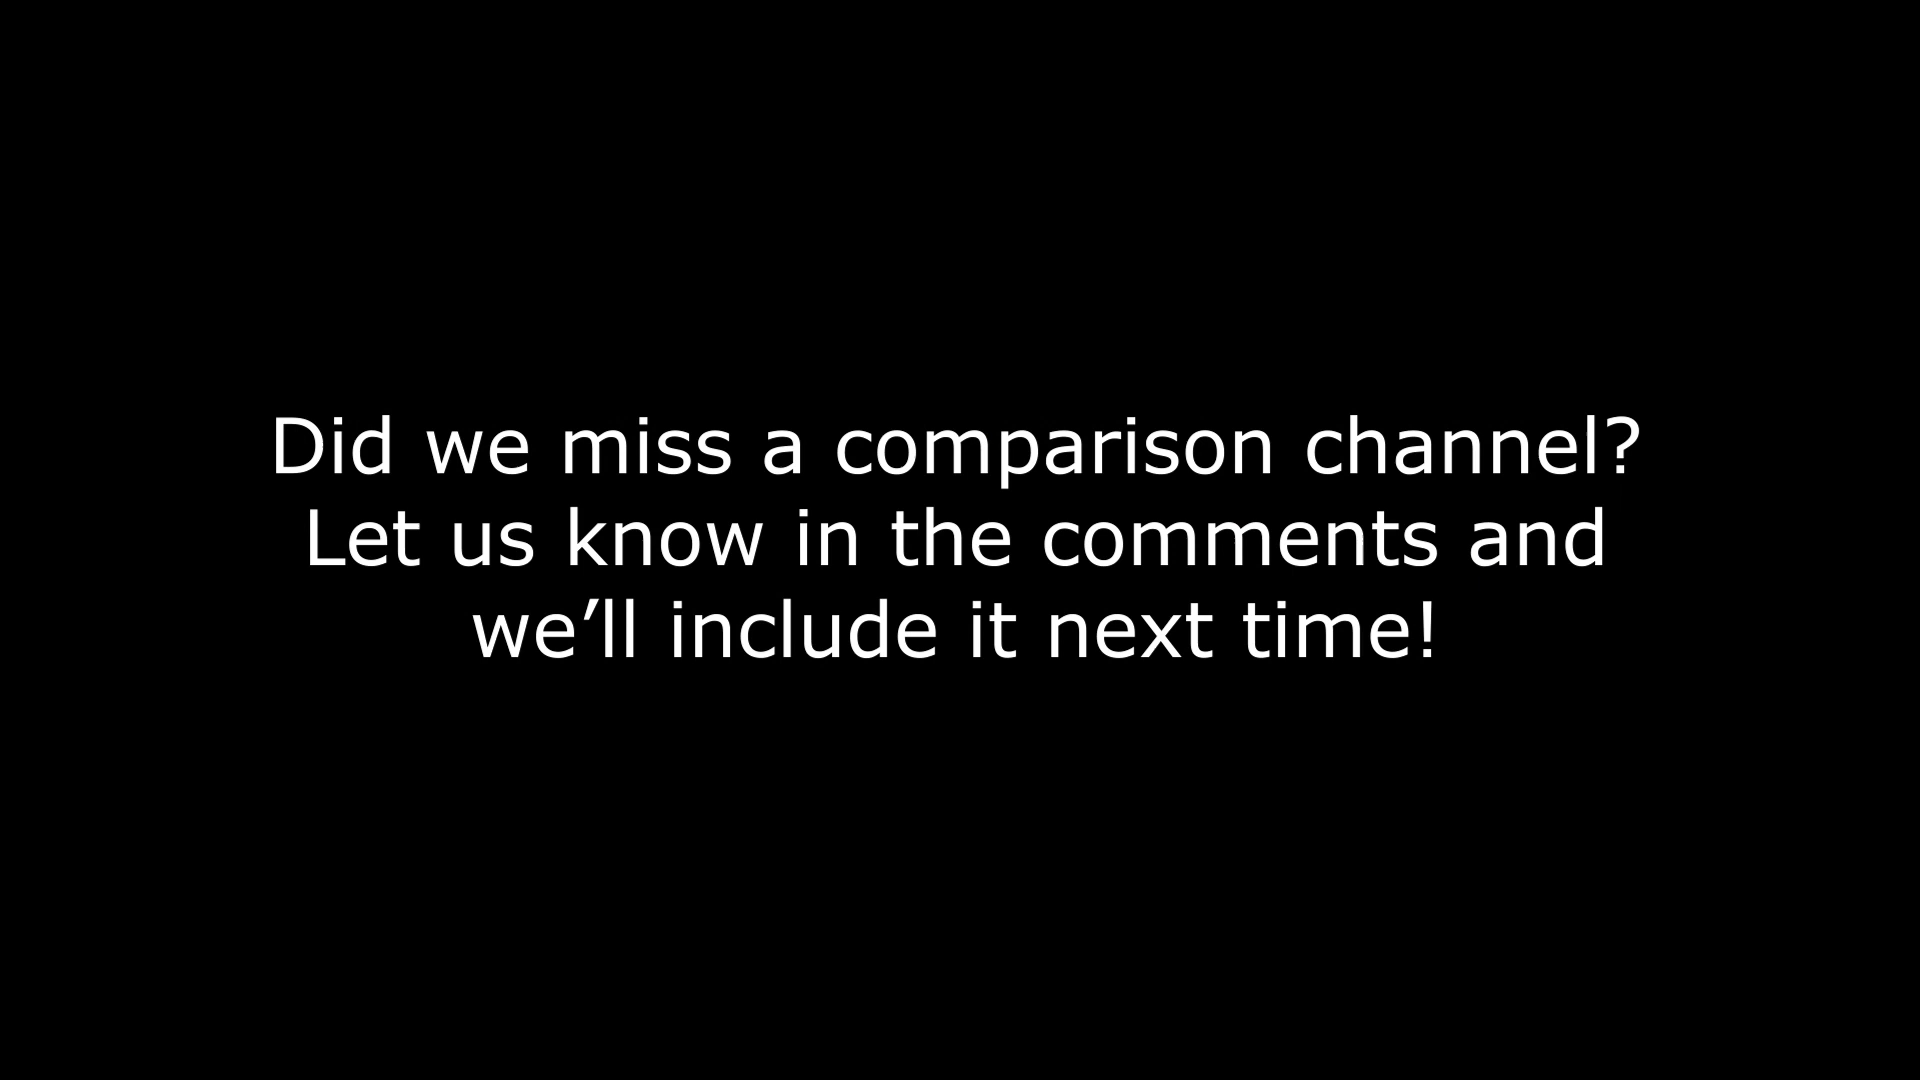 Did we miss a comparison channel?
Let us know in the comments and
we’ll include it next time!